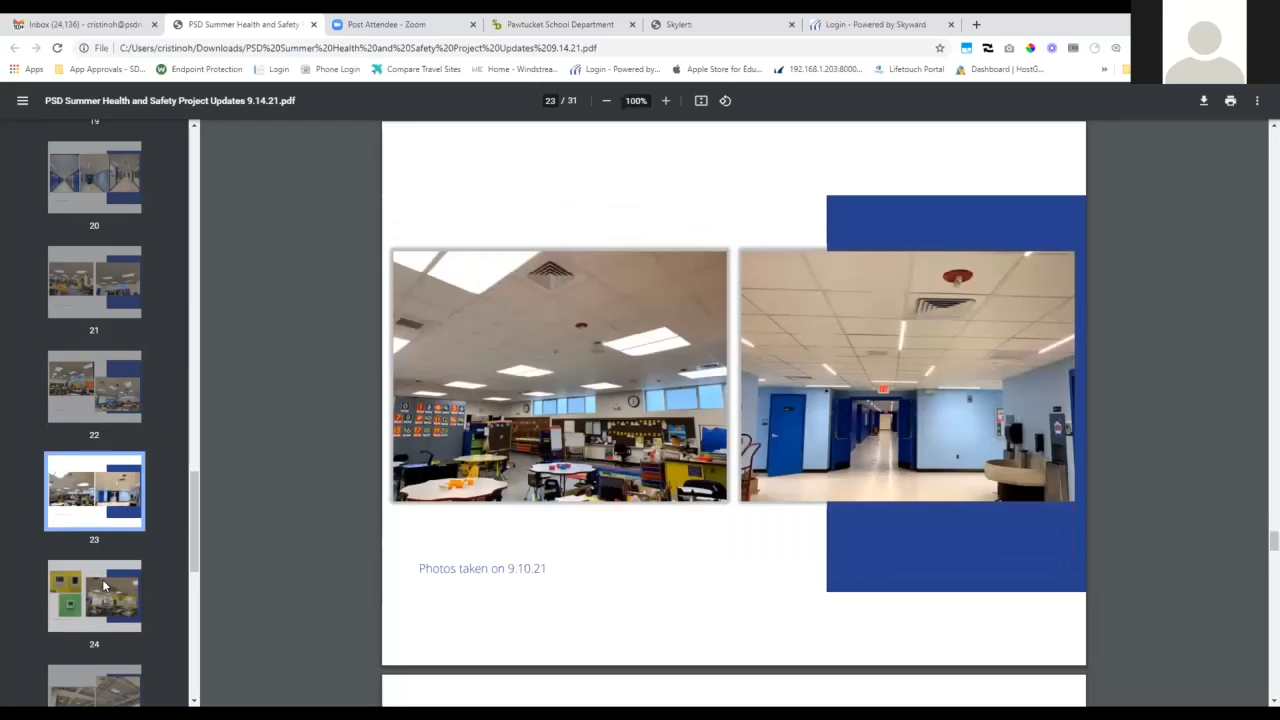 Inbox (24,136) - cristinoh@psdri
PSD Summer Health and Safety
Post Attendee - Zoom
Pawtucket School Department
Skylert:
Login - Powered by Skyward
File
C:/Users/cristinoh/Downloads/PSD%20Summer%20Health%20and%20Safety%20Project%20Updates%209.14.21.pdf
Apps
App Approvals - SD...
Endpoint Protection
Login
Phone Login
Compare Travel Sites
Home - Windstrea...
Login - Powered by...
Apple Store for Edu...
192.168.1.203:8000...
Lifetouch Portal
Dashboard | HostG...
»
PSD Summer Health and Safety Project Updates 9.14.21.pdf
23 / 31
100%
19
20
21
22
23
24
Photos taken on 9.10.21